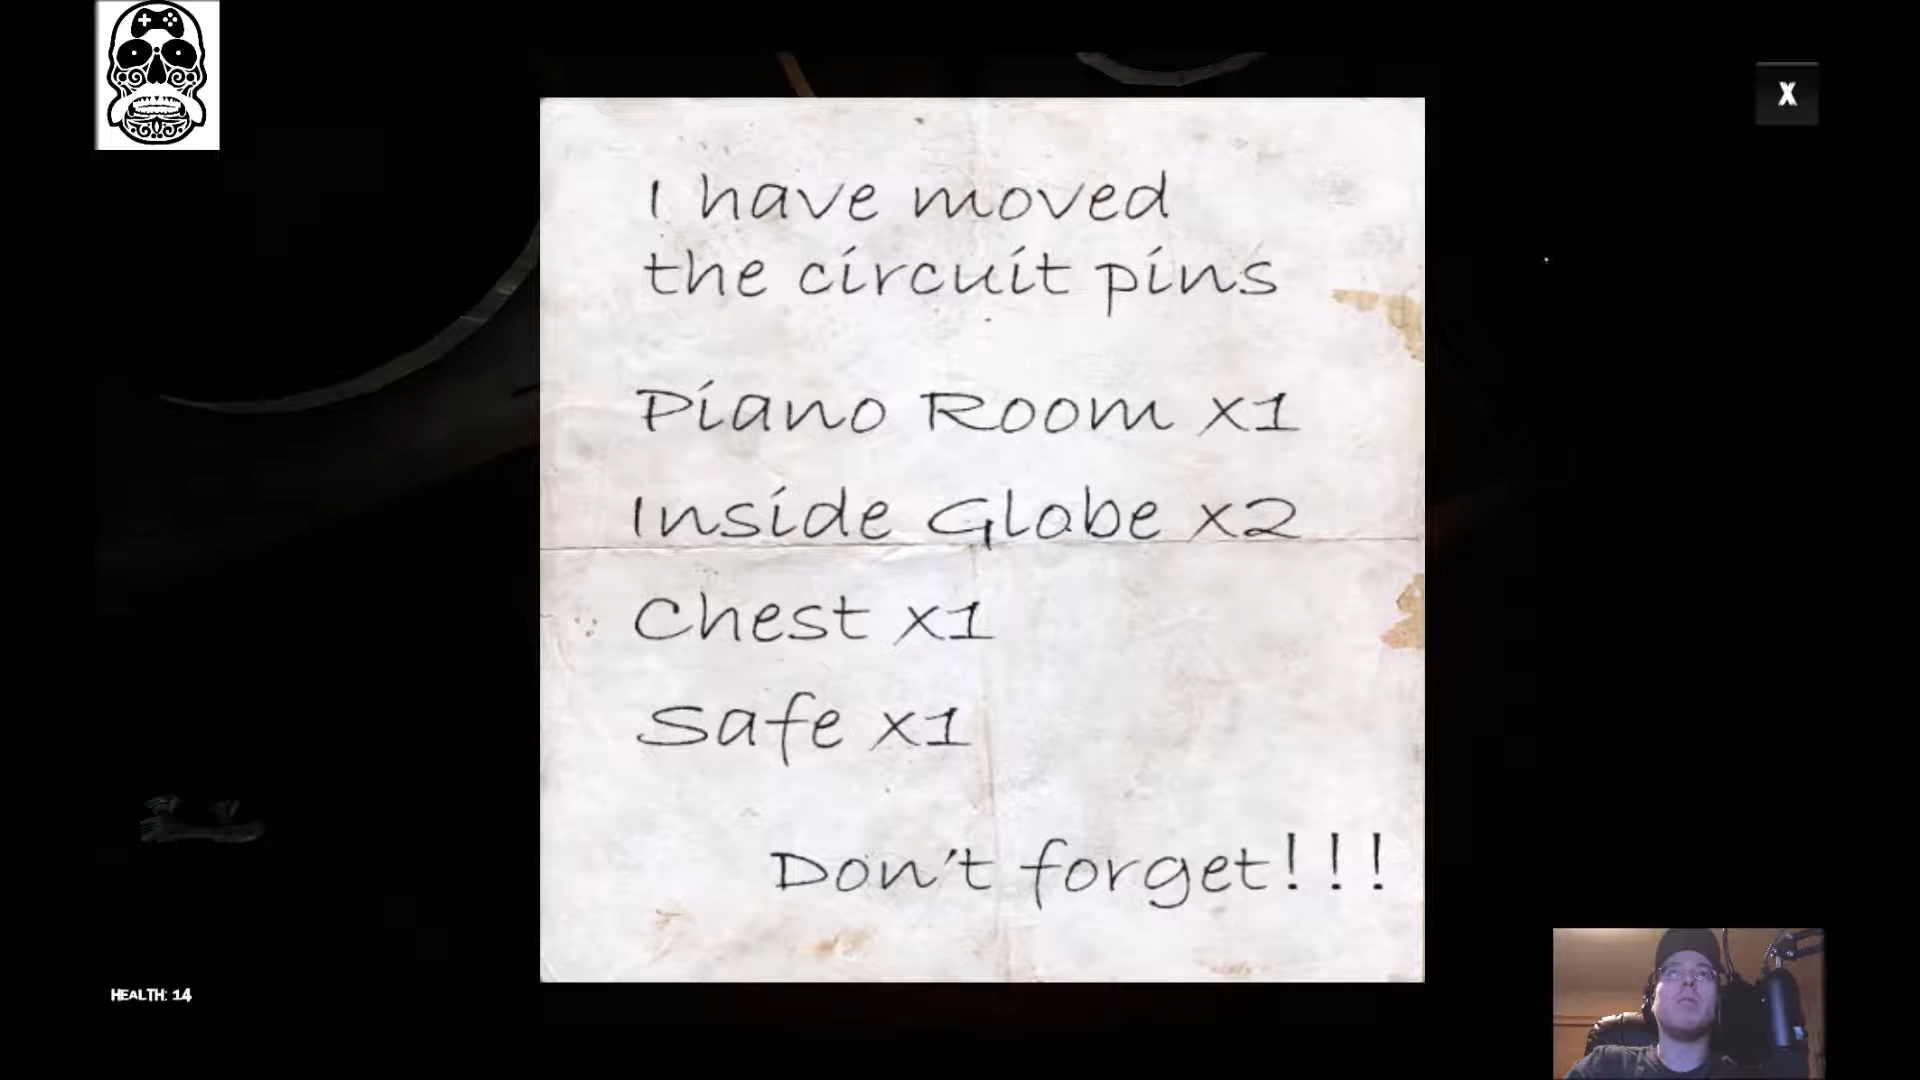 X
I have moved
the circuit pins
Piano Room x1
Inside Globe x2
Chest x1
Safe x1
Don't forget!!!
HEALTH: 14